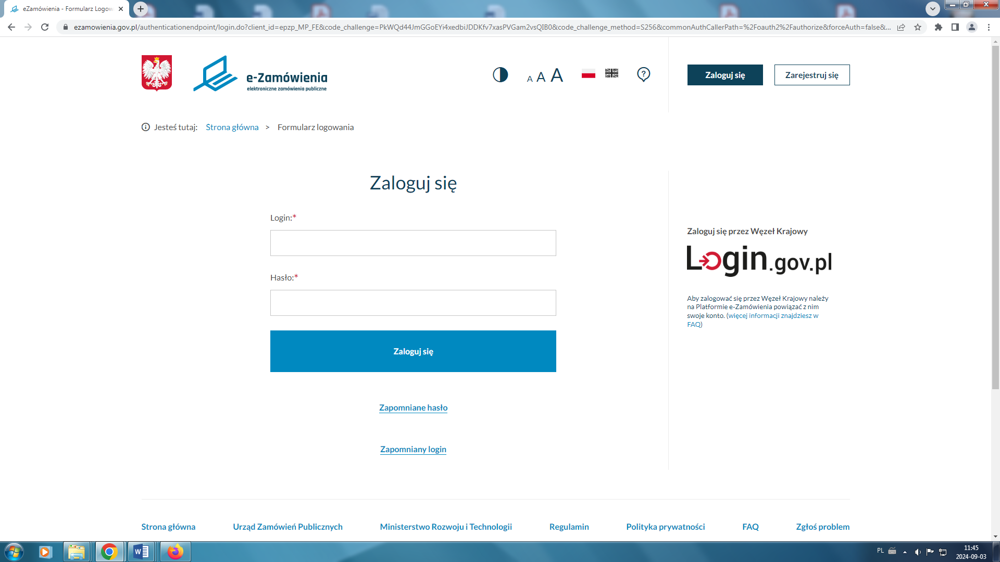 eZamówienia - Formularz Logow
ezamowienia.gov.pl/authenticationendpoint/login.do?client_id=epzp_MP_FE&code_challenge=PkWQd44JmGGoEYi4xedbiJDDKfv7xasPVGam2vsQIB0&code_challenge_method=S256&commonAuthCallerPath=%2Foauth2%2Fauthorize&forceAuth=false&...
e-Zamówienia
elektroniczne zamówienia publiczne
A A A
?
Zaloguj się
Zarejestruj się
Jesteś tutaj: Strona główna > Formularz logowania
Zaloguj się
Login:*
Hasło:*
Zaloguj się
Zapomniane hasło
Zapomniany login
Zaloguj się przez Węzeł Krajowy
Login.gov.pl
Aby zalogować się przez Węzeł Krajowy należy
na Platformie e-Zamówienia powiązać z nim
swoje konto. (więcej informacji znajdziesz w
FAQ)
Strona główna
Urząd Zamówień Publicznych
Ministerstwo Rozwoju i Technologii
Regulamin
Polityka prywatności
FAQ
Zgłoś problem
PL
11:45
2024-09-03